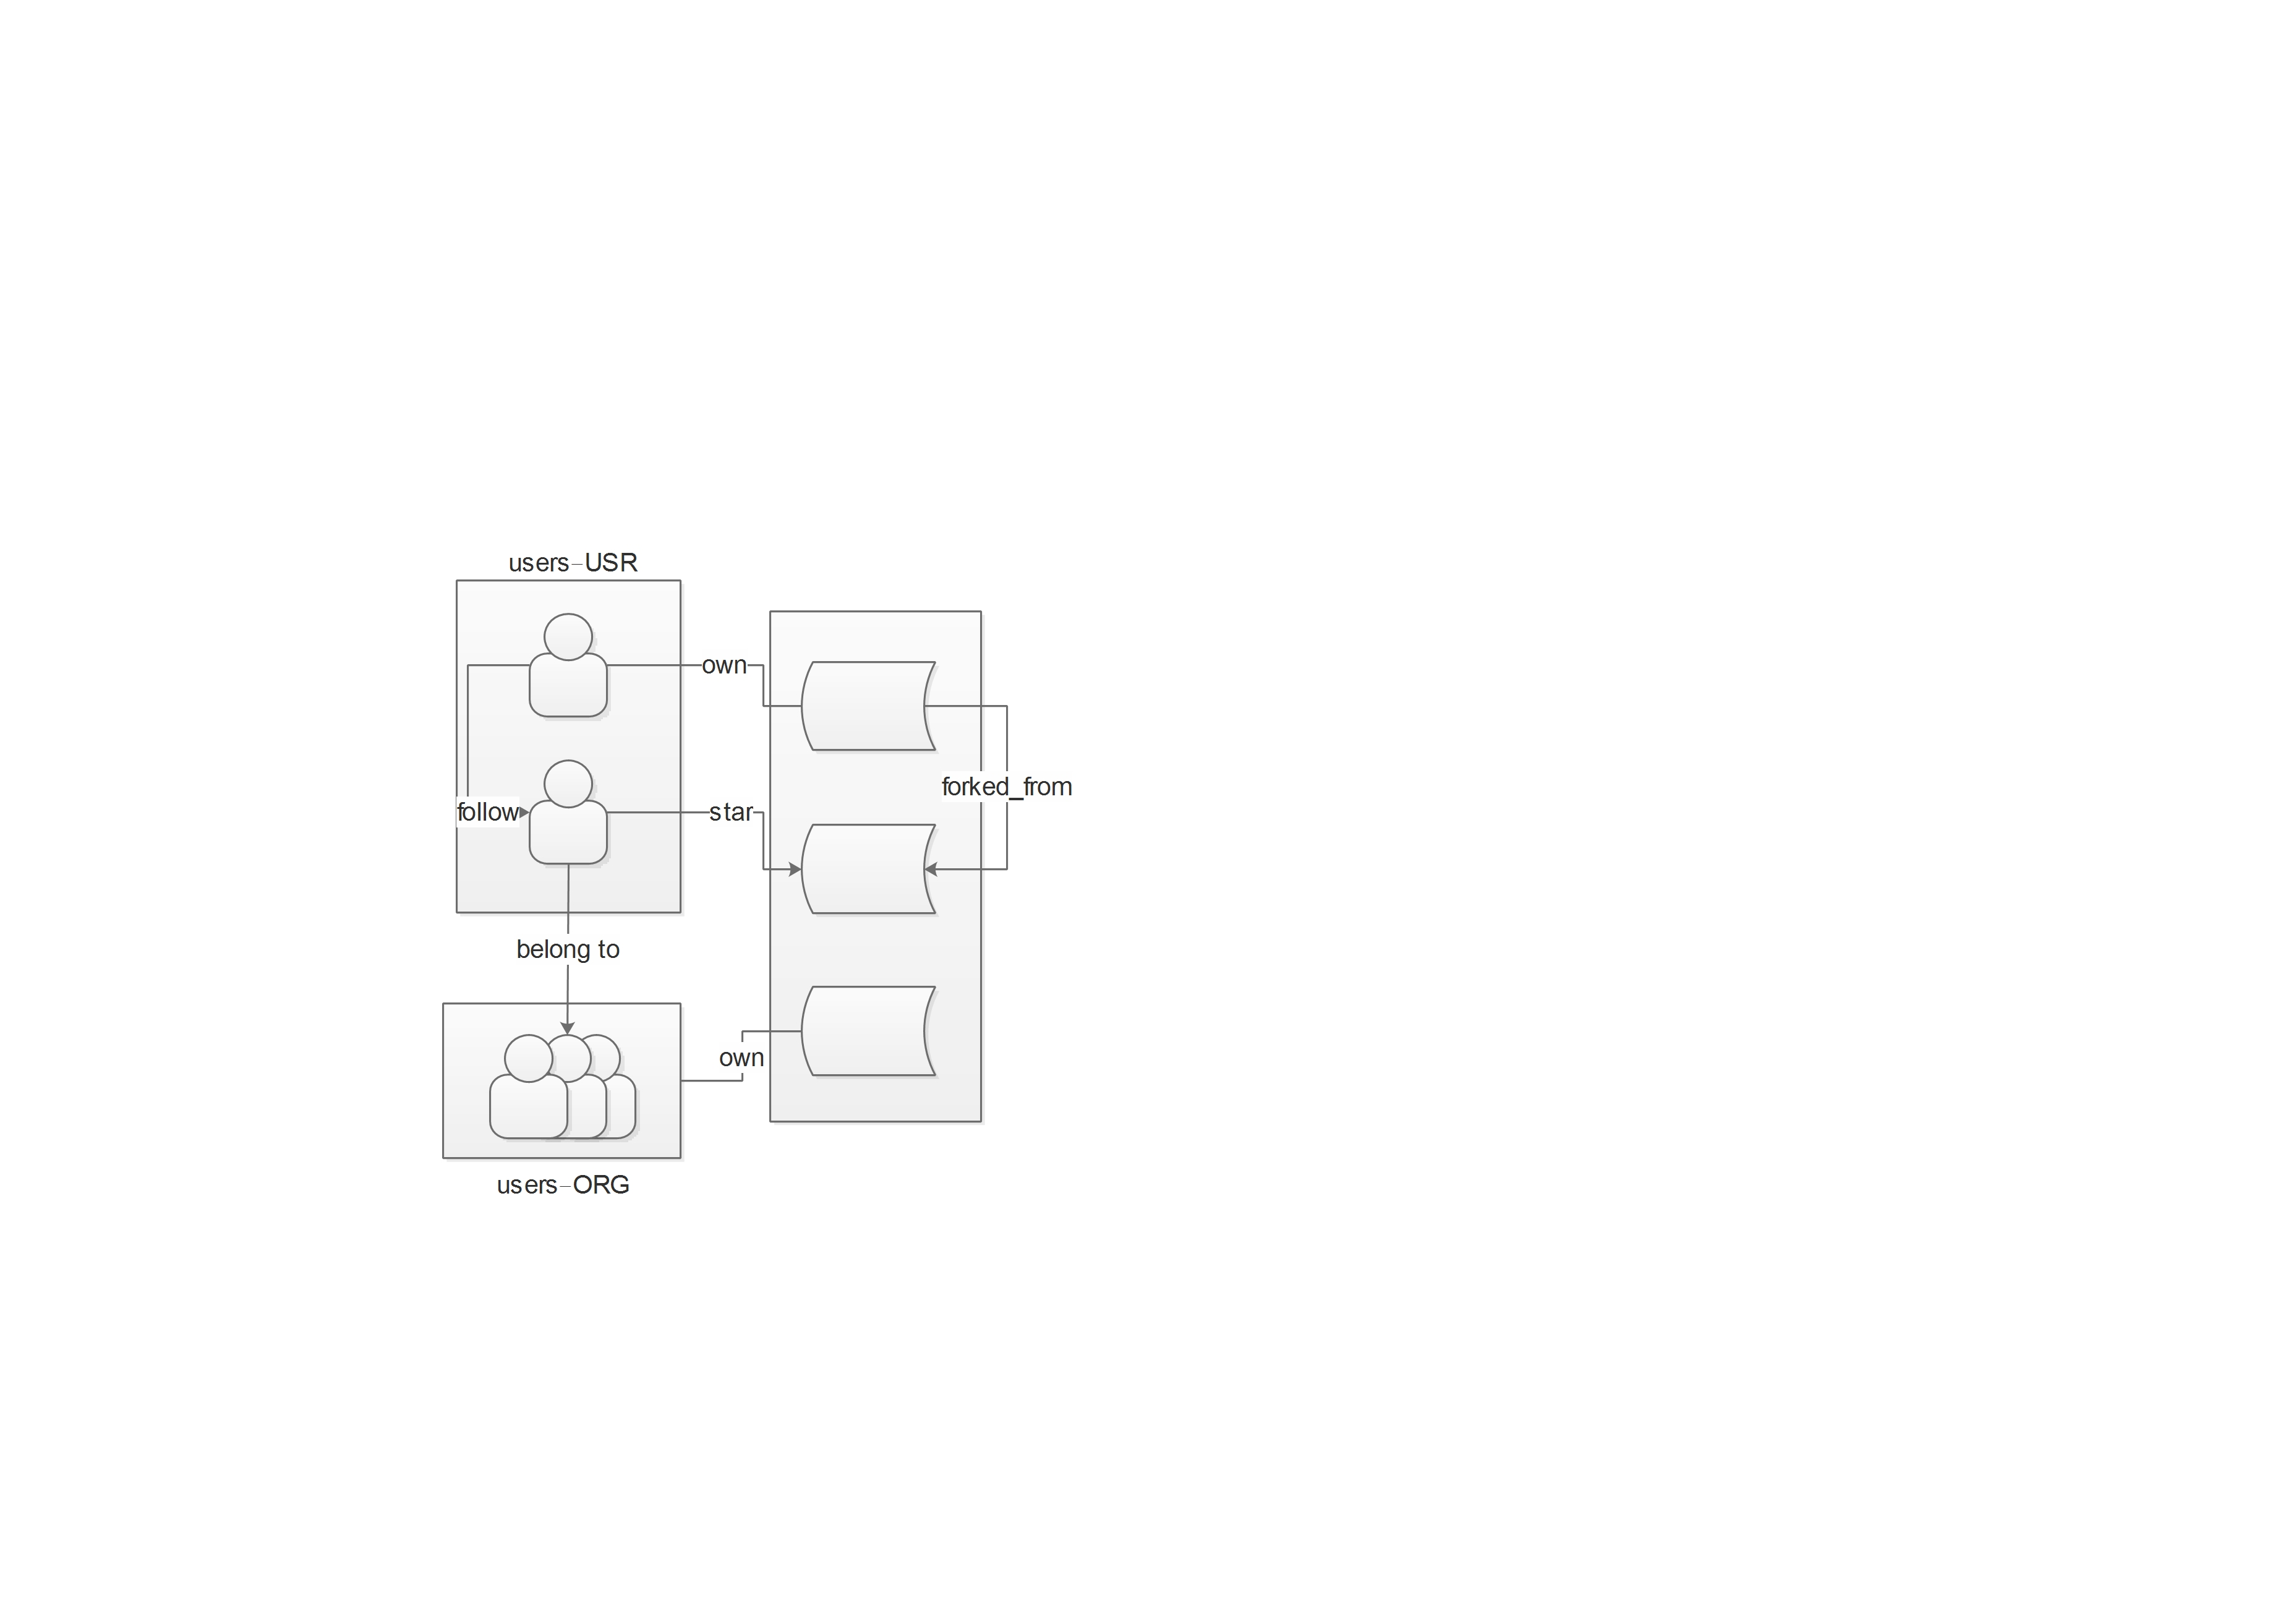 users-USR
own
forked_from
follow
star
belong to
own
users-ORG